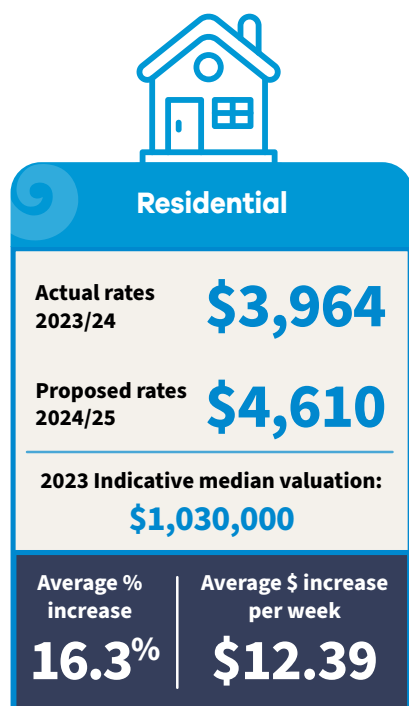 Residential
Actual rates
2023/24
$3,964
Proposed rates
2024/25
$4,610
2023 Indicative median valuation:
$1,030,000
Average %
increase
16.3%
Average $ increase
per week
$12.39